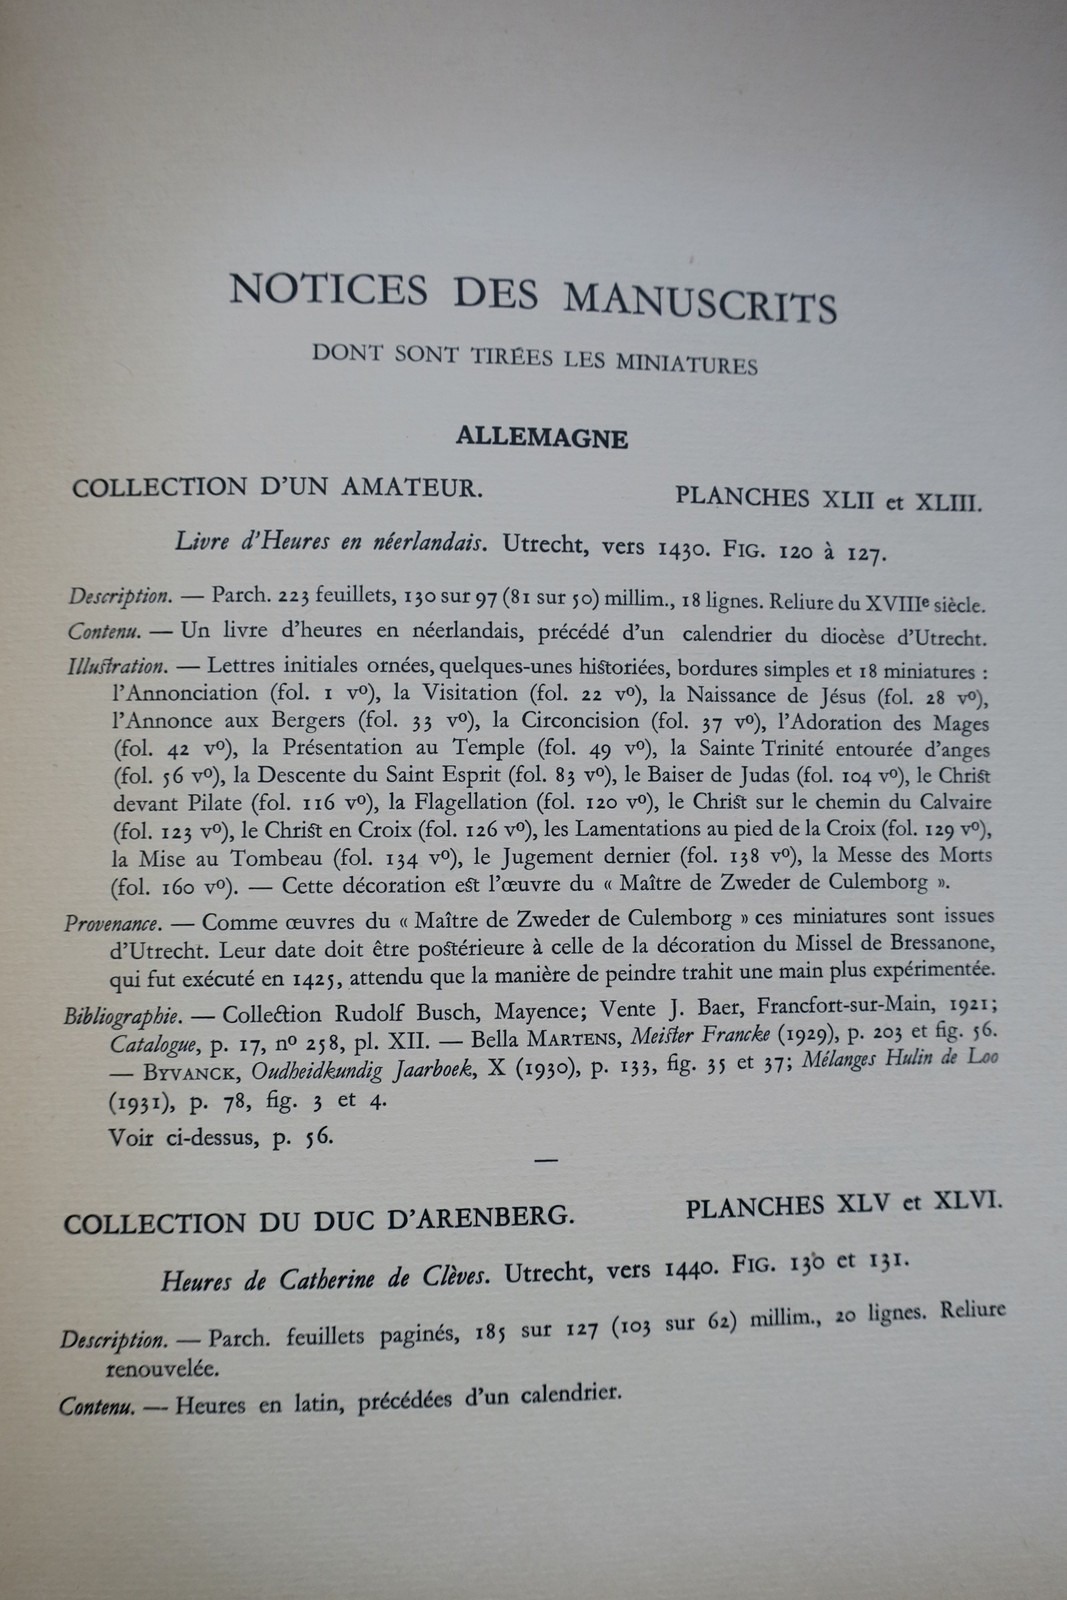 NOTICES DES MANUSCRITS
DONT SONT TIRÉES LES MINIATURES
ALLEMAGNE
COLLECTION D'UN AMATEUR. PLANCHES XLII et XLIII.
Livre d'Heures en néerlandais. Utrecht, vers 1430. FIG. 120 à 127.
Description. — Parch. 223 feuillets, 130 sur 97 (81 sur 50) millim., 18 lignes. Reliure du XVIIIe siècle.
Contenu. — Un livre d'heures en néerlandais, précédé d'un calendrier du diocèse d'Utrecht.
Illustration. — Lettres initiales ornées, quelques-unes historiées, bordures simples et 18 miniatures :
l'Annonciation (fol. 1 vº), la Visitation (fol. 22 vº), la Naissance de Jésus (fol. 28 vº),
l'Annonce aux Bergers (fol. 33 vº), la Circoncision (fol. 37 vº), l'Adoration des Mages
(fol. 42 vº), la Présentation au Temple (fol. 49 vº), la Sainte Trinité entourée d'anges
(fol. 56 vº), la Descente du Saint Esprit (fol. 83 vº), le Baiser de Judas (fol. 104 vº), le Christ
devant Pilate (fol. 116 vº), la Flagellation (fol. 120 vº), le Christ sur le chemin du Calvaire
(fol. 123 vº), le Christ en Croix (fol. 126 vº), les Lamentations au pied de la Croix (fol. 129 vº),
la Mise au Tombeau (fol. 134 vº), le Jugement dernier (fol. 138 vº), la Messe des Morts
(fol. 160 vº). — Cette décoration est l'œuvre du « Maître de Zweder de Culemborg ».
Provenance. — Comme œuvres du « Maître de Zweder de Culemborg » ces miniatures sont issues
d'Utrecht. Leur date doit être postérieure à celle de la décoration du Missel de Bressanone,
qui fut exécuté en 1425, attendu que la manière de peindre trahit une main plus expérimentée.
Bibliographie. — Collection Rudolf Busch, Mayence; Vente J. Baer, Francfort-sur-Main, 1921;
Catalogue, p. 17, nº 258, pl. XII. — Bella MARTENS, Meister Francke (1929), p. 203 et fig. 56.
— BYVANCK, Oudheidkundig Jaarboek, X (1930), p. 133, fig. 35 et 37; Mélanges Hulin de Loo
(1931), p. 78, fig. 3 et 4.
Voir ci-dessus, p. 56.
—
COLLECTION DU DUC D'ARENBERG. PLANCHES XLV et XLVI.
Heures de Catherine de Clèves. Utrecht, vers 1440. FIG. 130 et 131.
Description. — Parch. feuillets paginés, 185 sur 127 (103 sur 62) millim., 20 lignes. Reliure
renouvelée.
Contenu. — Heures en latin, précédées d'un calendrier.